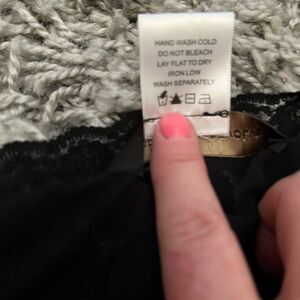 HAND WASH COLD
DO NOT BLEACH
LAY FLAT TO DRY
IRON LOW
WASH SEPARATELY